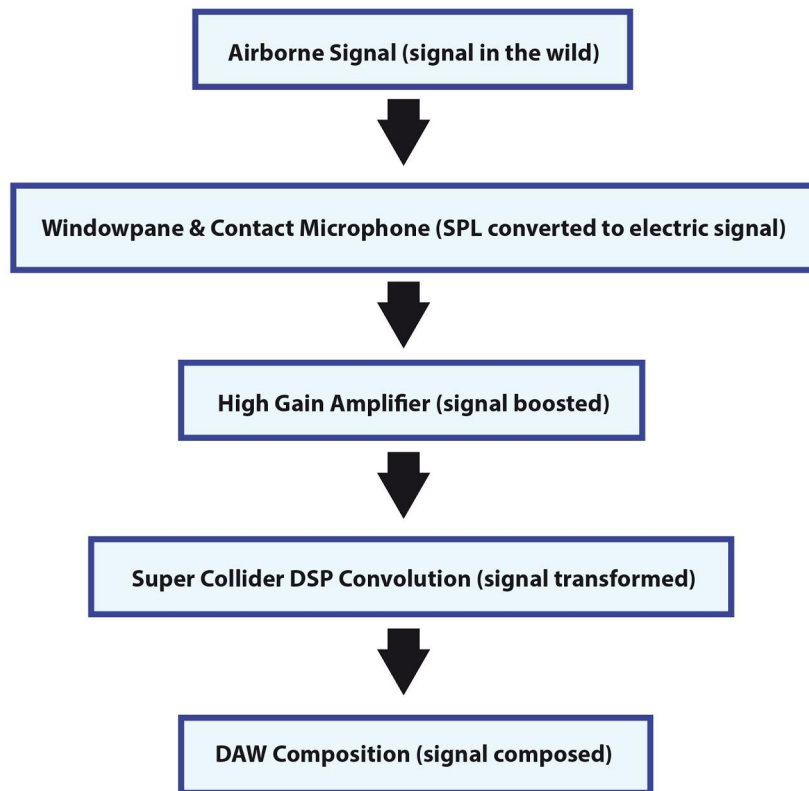 Airborne Signal (signal in the wild)
Windowpane & Contact Microphone (SPL converted to electric signal)
High Gain Amplifier (signal boosted)
Super Collider DSP Convolution (signal transformed)
DAW Composition (signal composed)